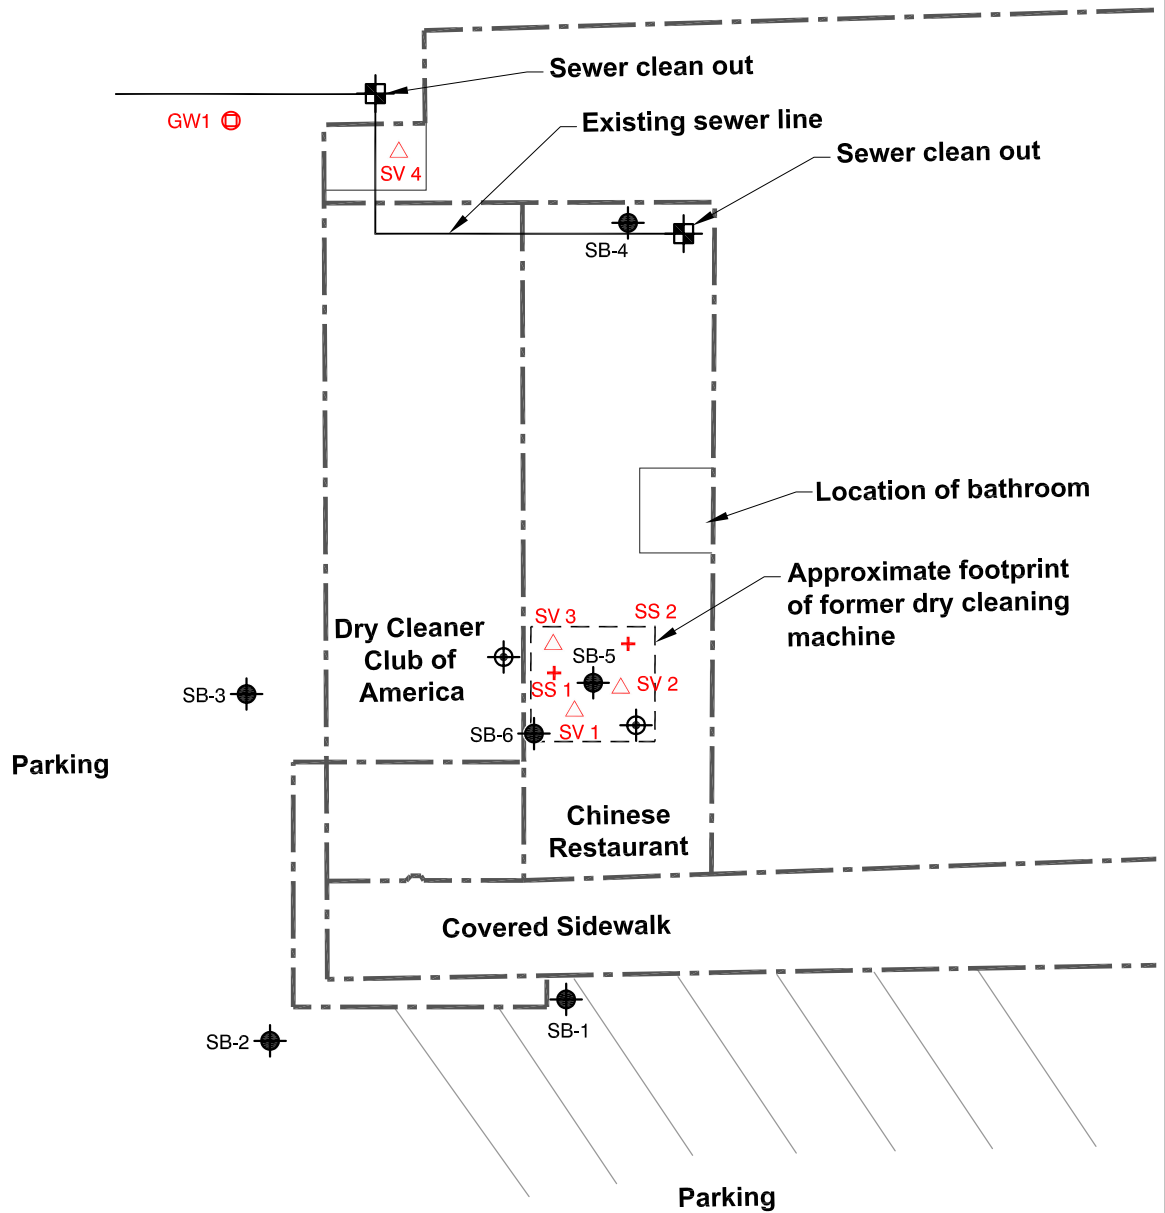 Sewer clean out
GW1
Existing sewer line
Sewer clean out
SV 4
SB-4
Location of bathroom
Approximate footprint
of former dry cleaning
machine
SV 3
SS 2
Dry Cleaner
Club of
America
SB-5
SS 1
SV 2
SB-3
SV 1
SB-6
Parking
Chinese
Restaurant
Covered Sidewalk
SB-1
SB-2
Parking